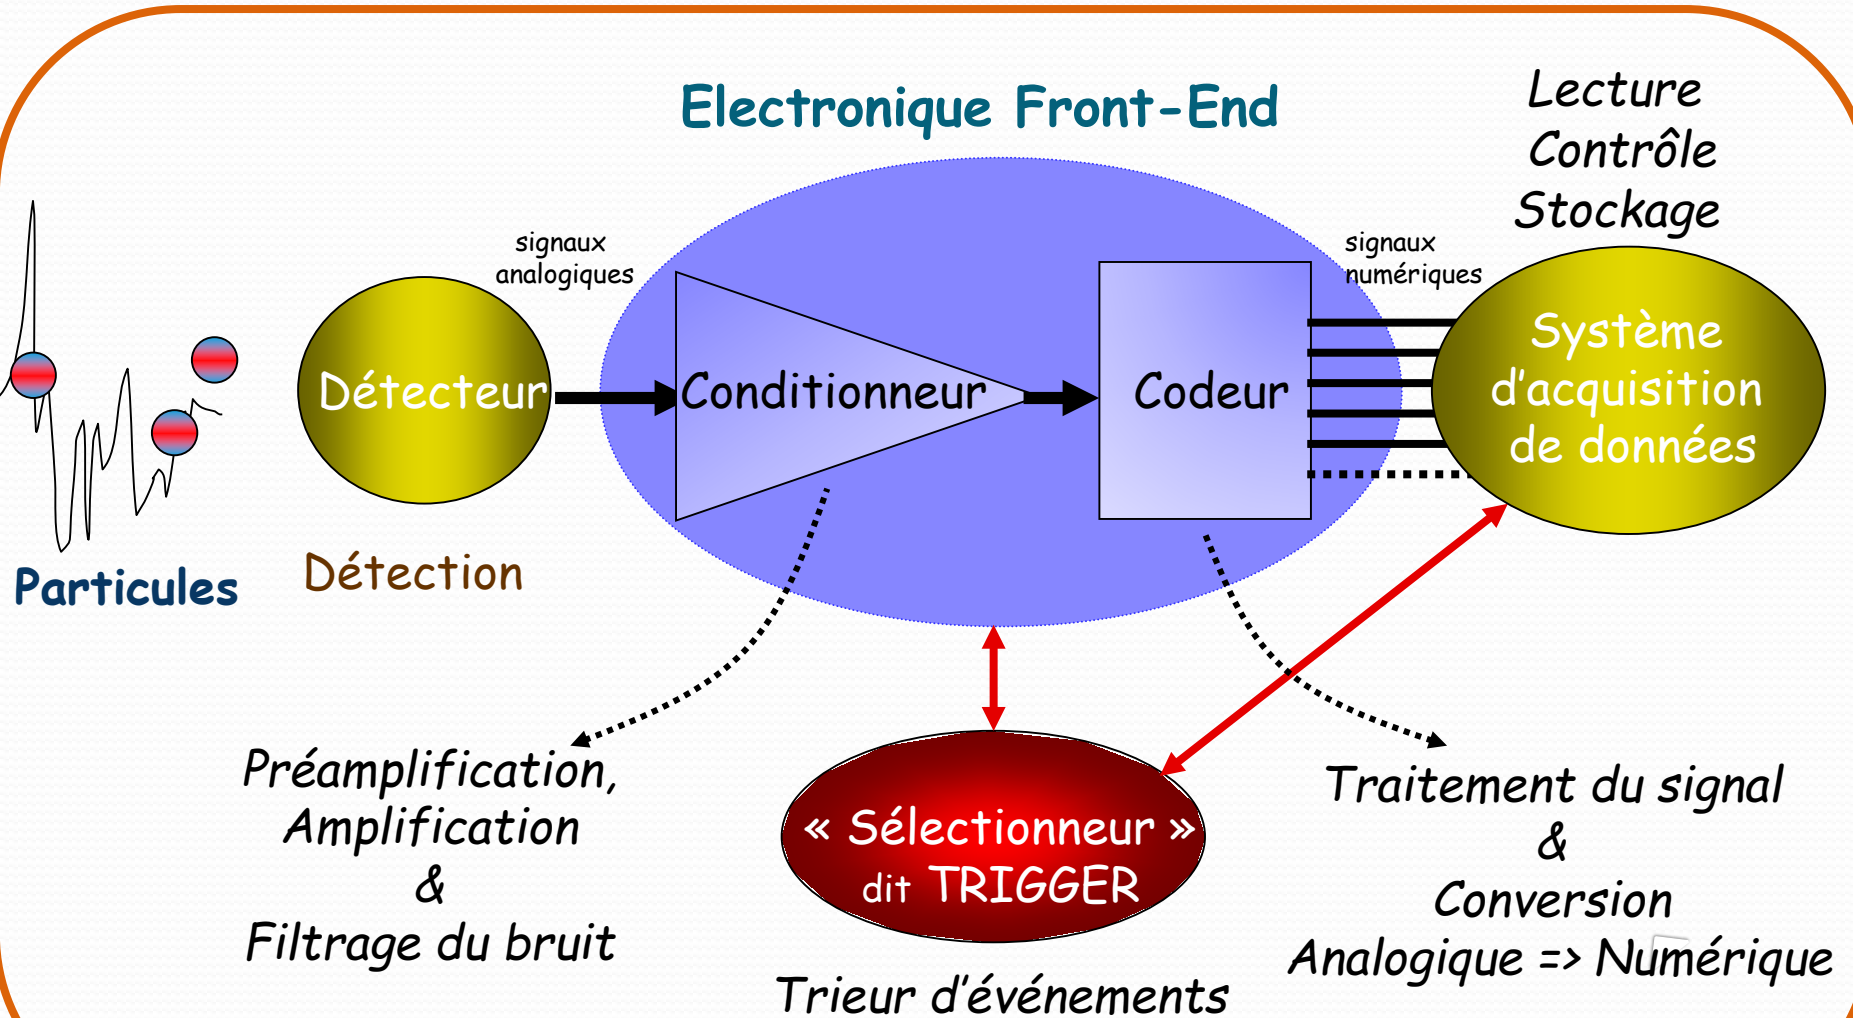 Electronique Front-End
Lecture
Contrôle
Stockage
signaux
analogiques
signaux
numériques
Détecteur
Conditionneur
Codeur
Système
d'acquisition
de données
Particules
Détection
Préamplification,
Amplification
&
Filtrage du bruit
« Sélectionneur »
dit TRIGGER
Trieur d'événements
Traitement du signal
&
Conversion
Analogique => Numérique